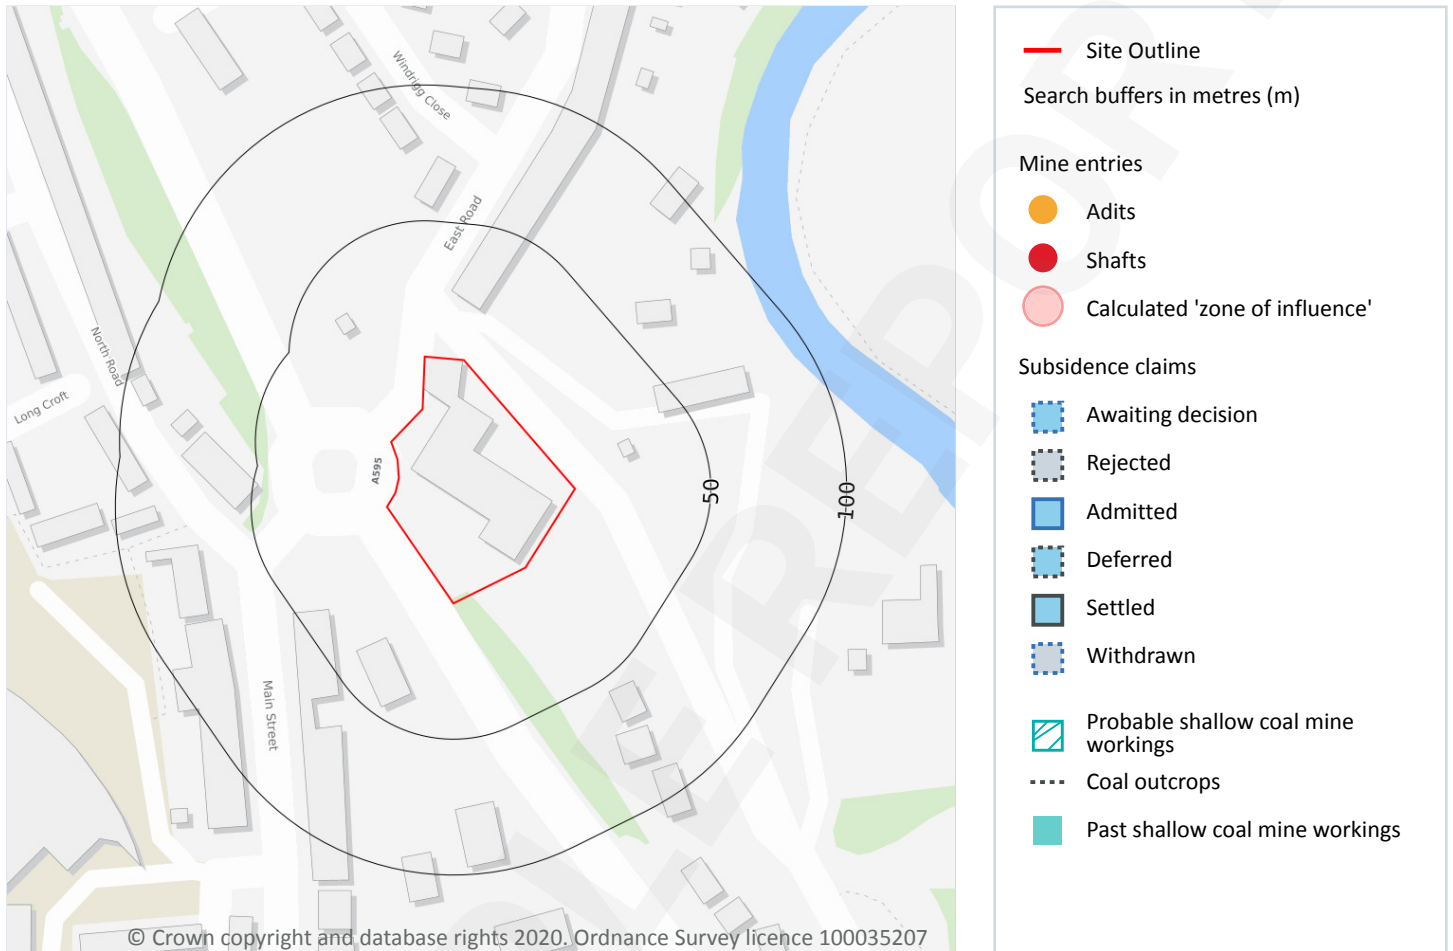 Windrigg Close
East Road
North Road
Long Croft
A595
50
100
Main Street
© Crown copyright and database rights 2020. Ordnance Survey licence 100035207
Site Outline
Search buffers in metres (m)
Mine entries
Adits
Shafts
Calculated 'zone of influence'
Subsidence claims
Awaiting decision
Rejected
Admitted
Deferred
Settled
Withdrawn
Probable shallow coal mine
workings
Coal outcrops
Past shallow coal mine workings